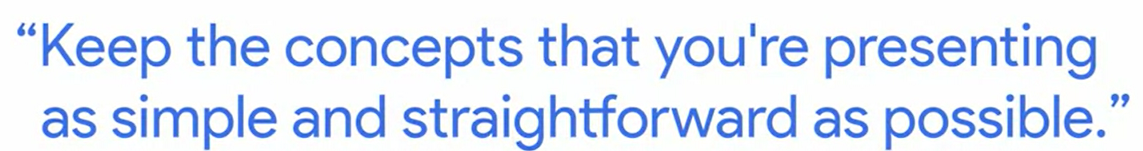 “Keep the concepts that you're presenting
as simple and straightforward as possible.”